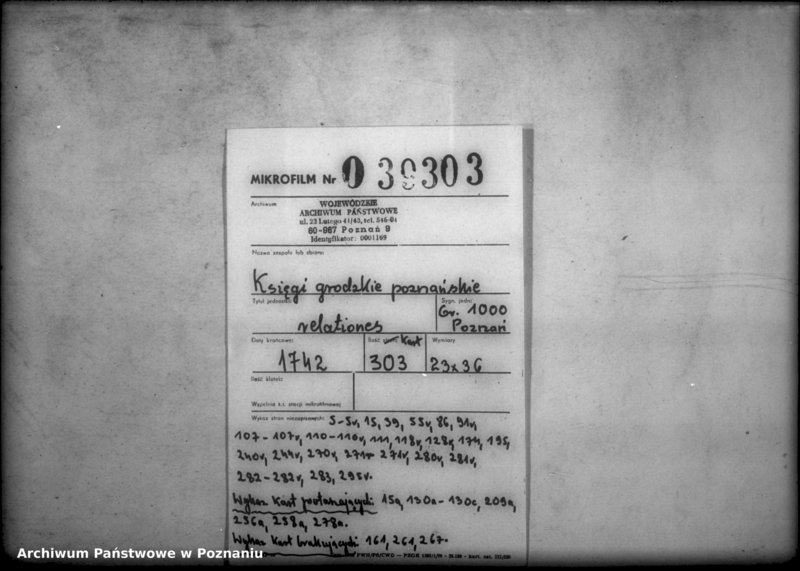 MIKROFILM Nr 0 39303
Archiwum
WOJEWÓDZKIE
ARCHIWUM PAŃSTWOWE
ul. 23 Lutego 41/43, tel. 546-01
60-967 Poznań 9
Identyfikator: 0001169
Nazwa zespołu lub zbioru:
Księgi grodzkie poznańskie
Tytuł jednostki:
relationes
Sygn. jedn.:
Gr. 1000
Poznań
Daty krańcowe:
1742
Ilość kart
303
Wymiary
23x36
Ilość klatek:
Wypełnia k.i. stacji mikrofilmowej
Wykaz stron niezapisanych: 5-5v, 15, 39, 55v, 86, 91v,
107-107v, 110-110v, 111, 118v, 128v, 174, 195,
240v, 244v, 270v, 271v, 280v, 281v,
282-282v, 283, 295v.
Wykaz kart powtarzających: 15a, 130a-130c, 209a,
236a, 238a, 278a.
Wykaz kart brakujących: 161, 261, 267.
Archiwum Państwowe w Poznaniu